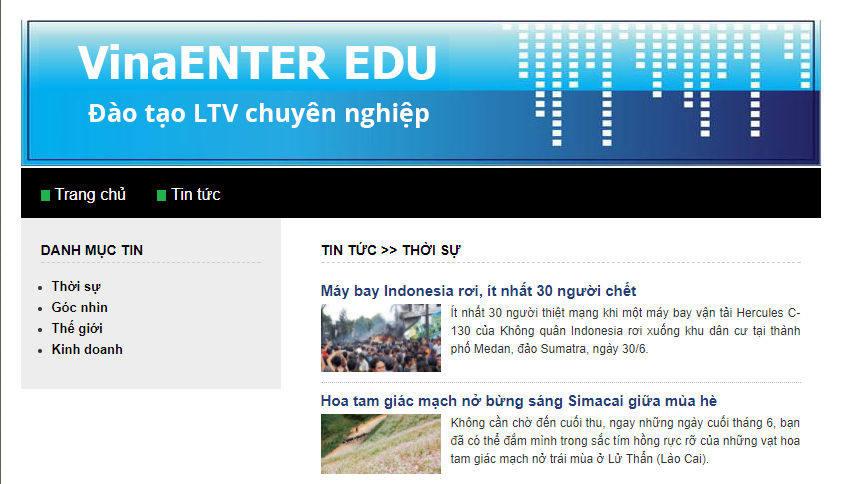 VinaENTER EDU
Đào tạo LTV chuyên nghiệp
Trang chủ
Tin tức
DANH MỤC TIN
Thời sự
Góc nhìn
Thế giới
Kinh doanh
TIN TỨC >> THỜI SỰ
Máy bay Indonesia rơi, ít nhất 30 người chết
Ít nhất 30 người thiệt mạng khi một máy bay vận tải Hercules C-
130 của Không quân Indonesia rơi xuống khu dân cư tại thành
phố Medan, đảo Sumatra, ngày 30/6.
Hoa tam giác mạch nở bừng sáng Simacai giữa mùa hè
Không cần chờ đến cuối thu, ngay những ngày cuối tháng 6, bạn
đã có thể đắm mình trong sắc tím hồng rực rỡ của những vạt hoa
tam giác mạch nở trái mùa ở Lử Thẩn (Lào Cai).